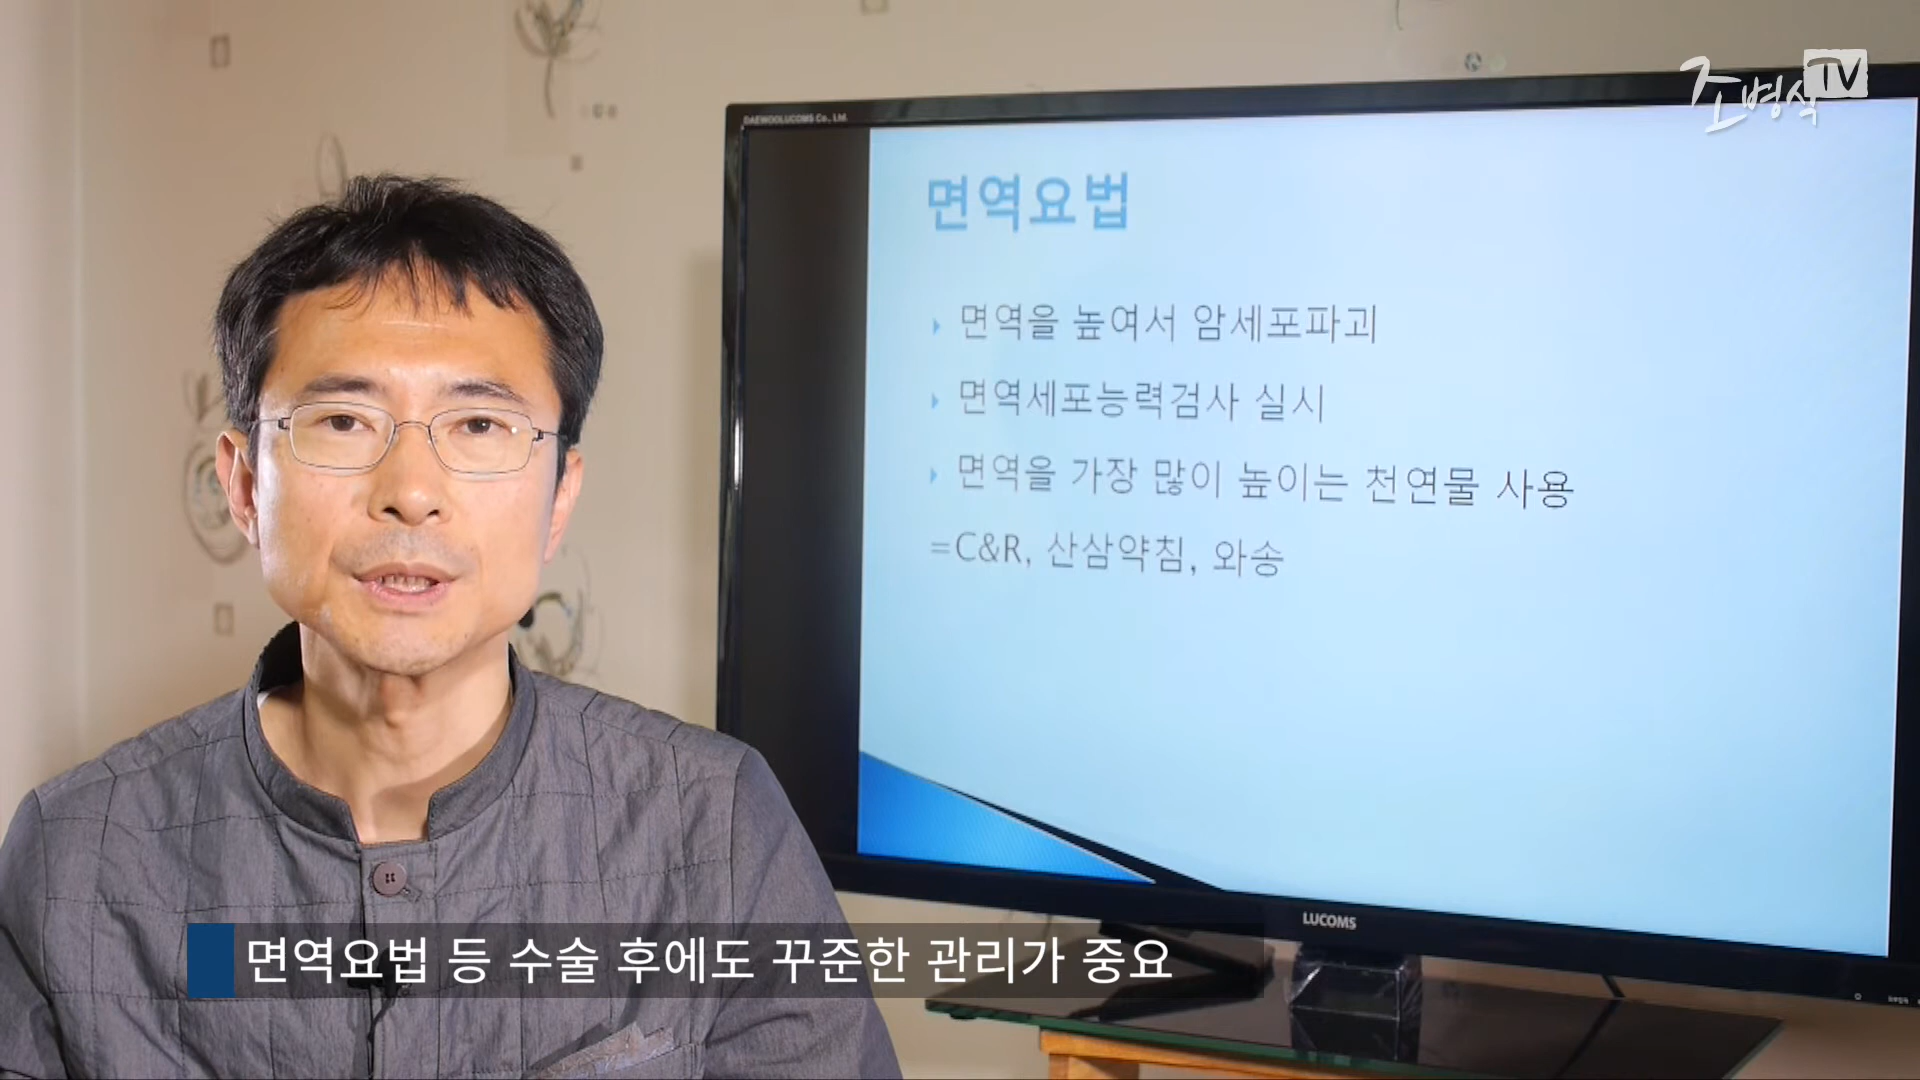 조병식TV
DAEWOOLUCOMS Co., Ltd.
면역요법
면역을 높여서 암세포파괴
면역세포능력검사 실시
면역을 가장 많이 높이는 천연물 사용
=C&R, 산삼약침, 와송
LUCOMS
면역요법 등 수술 후에도 꾸준한 관리가 중요